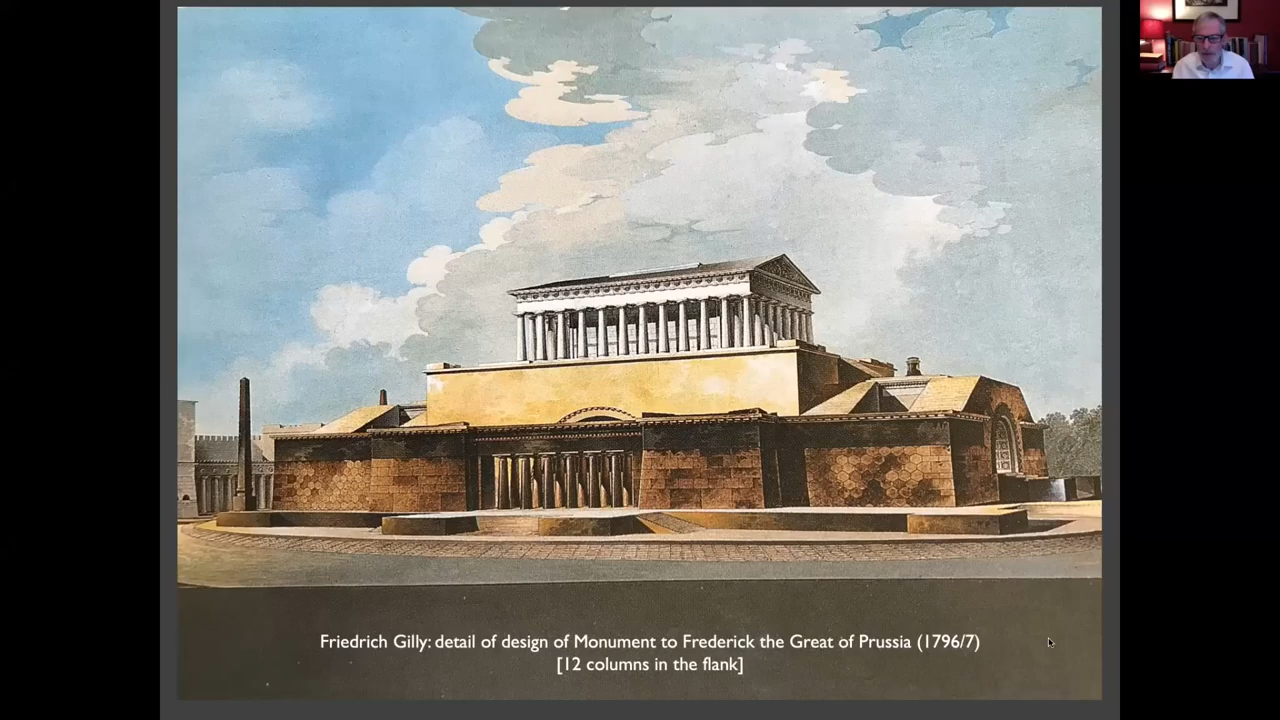 Friedrich Gilly: detail of design of Monument to Frederick the Great of Prussia (1796/7)
[12 columns in the flank]